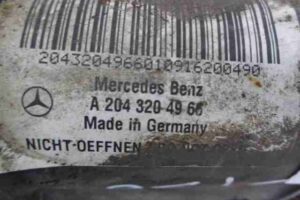 2043204966010916200490
Mercedes Benz
A 204 320 49 66
Made in Germany
NICHT-OEFFNEN